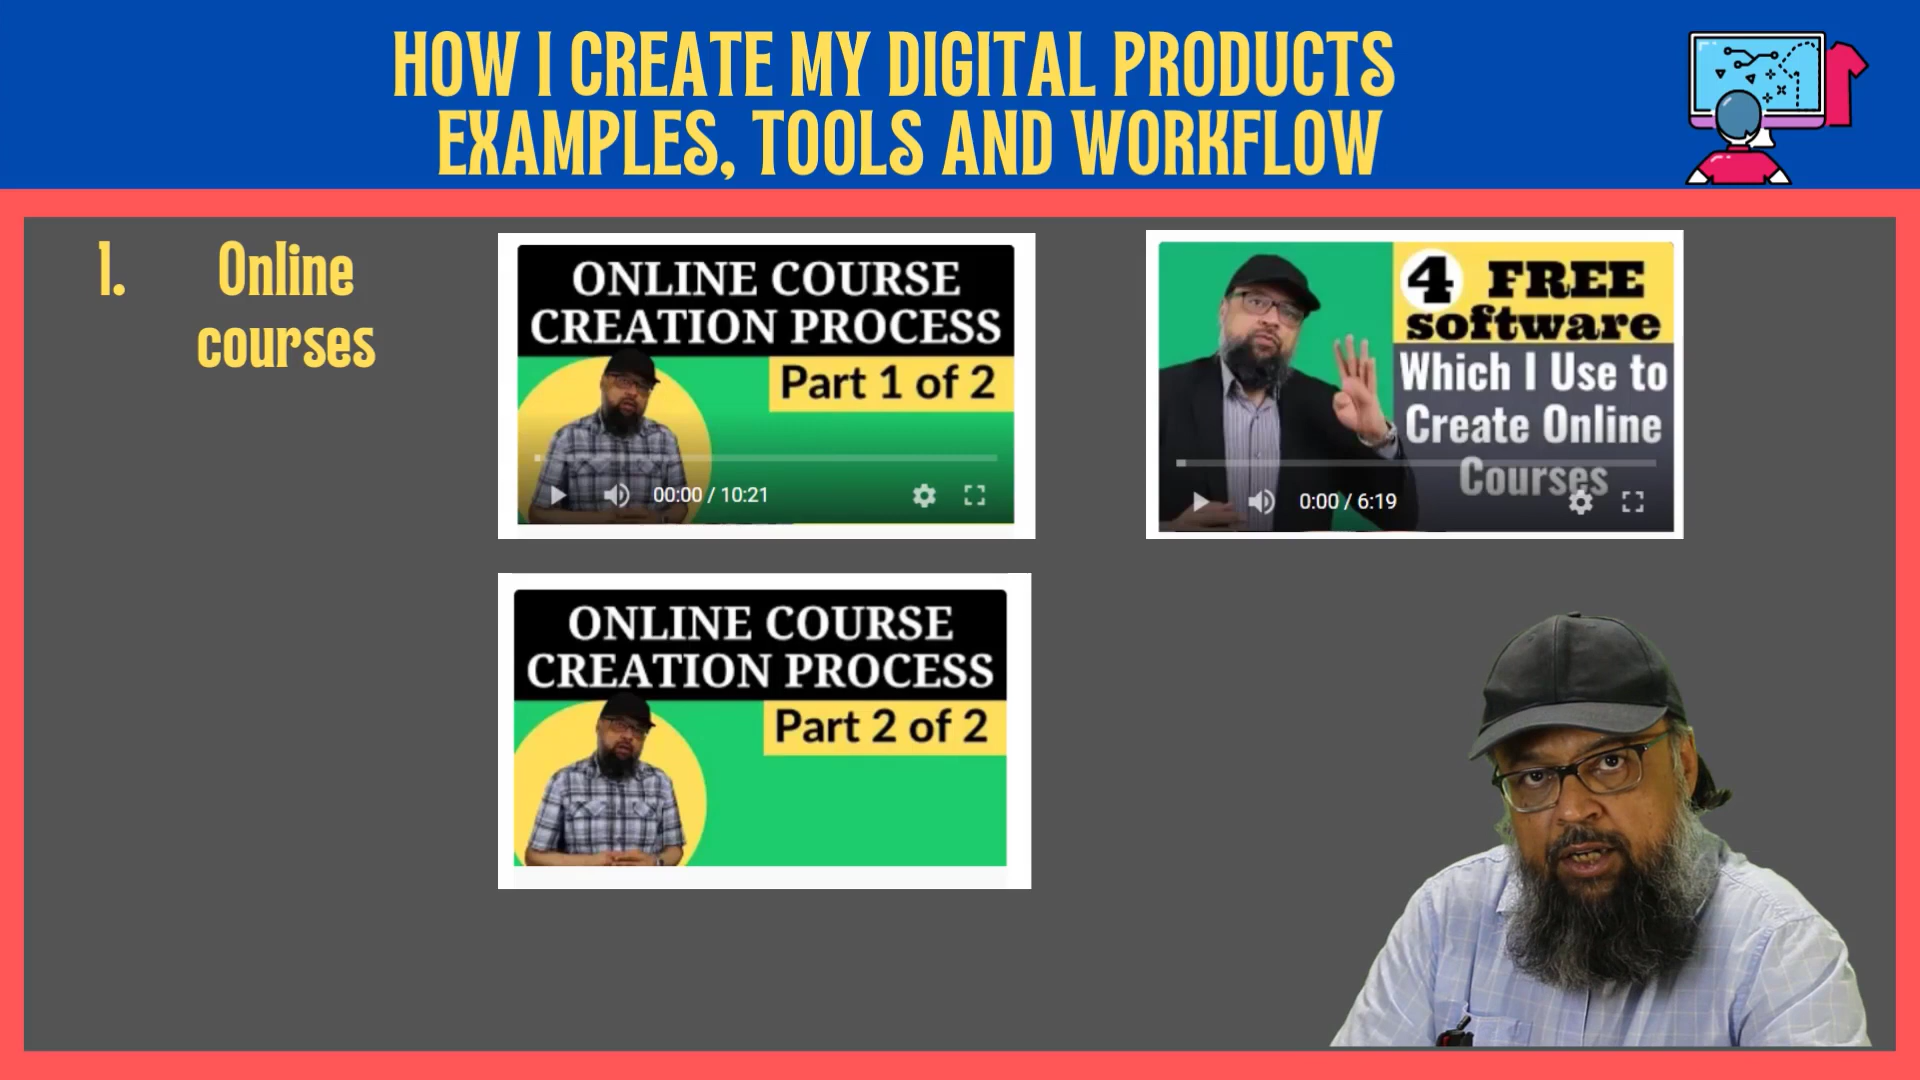 HOW I CREATE MY DIGITAL PRODUCTS
EXAMPLES, TOOLS AND WORKFLOW
1. Online
courses
ONLINE COURSE
CREATION PROCESS
Part 1 of 2
00:00 / 10:21
4 FREE
software
Which I Use to
Create Online
Courses
0:00 / 6:19
ONLINE COURSE
CREATION PROCESS
Part 2 of 2